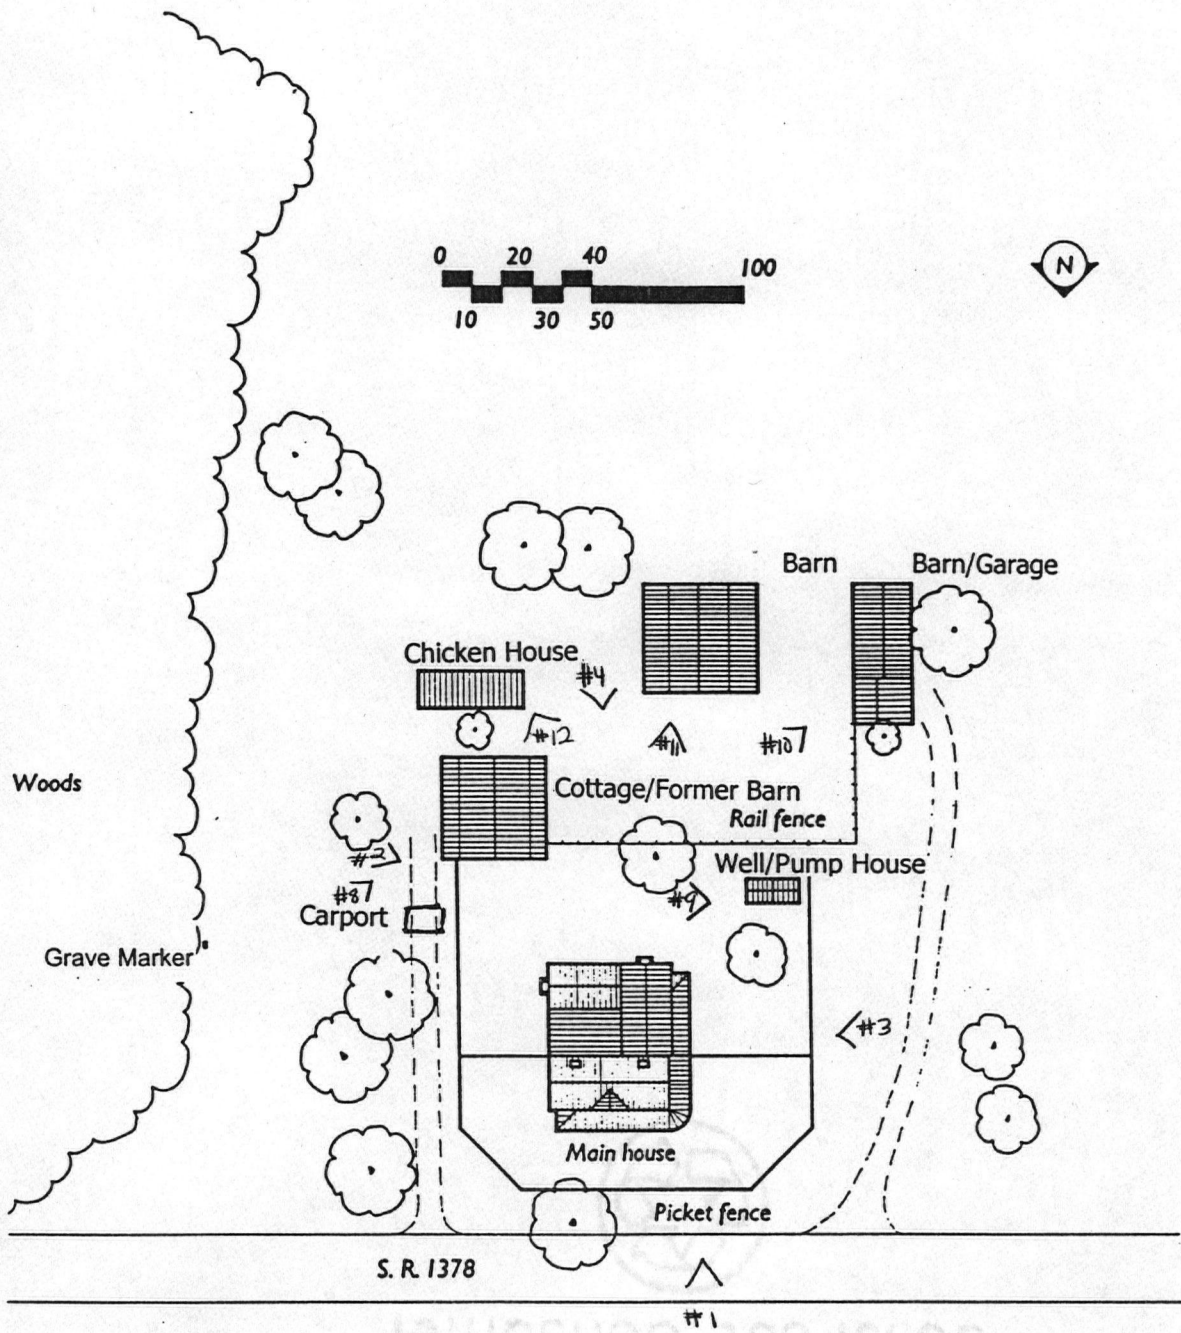 0 20 40 100
10 30 50
N
Barn
Barn/Garage
Chicken House
#4
#12
#11
#10
Woods
Cottage/Former Barn
Rail fence
#2
Well/Pump House
#8
#9
Carport
Grave Marker
#3
Main house
Picket fence
S. R. 1378
#1